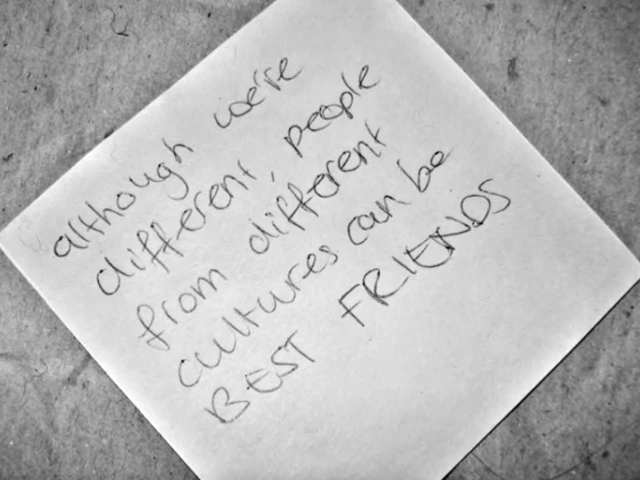 although we're
different, people
from different
cultures can be
BEST FRIENDS